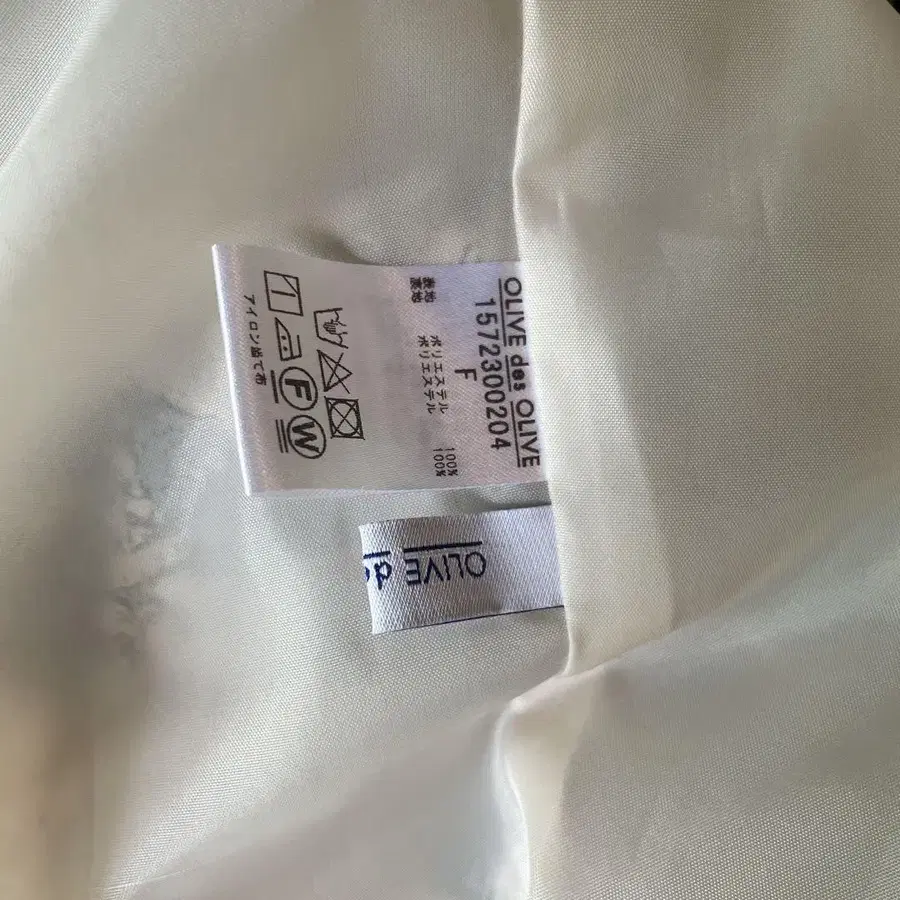 OLIVE des OLIVE
157230020４
F
表地 ポリエステル 100%
裏地 ポリエステル 100%
F
W
アイロン当て布
OLIVE